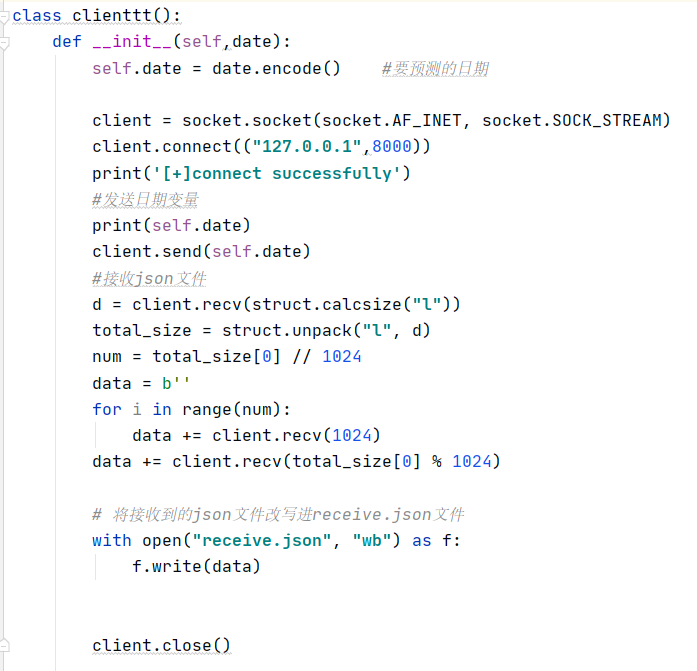 class clienttt():
    def __init__(self,date):
        self.date = date.encode()    #要预测的日期

        client = socket.socket(socket.AF_INET, socket.SOCK_STREAM)
        client.connect(("127.0.0.1",8000))
        print('[+]connect successfully')
        #发送日期变量
        print(self.date)
        client.send(self.date)
        #接收json文件
        d = client.recv(struct.calcsize("l"))
        total_size = struct.unpack("l", d)
        num = total_size[0] // 1024
        data = b''
        for i in range(num):
            data += client.recv(1024)
        data += client.recv(total_size[0] % 1024)

        # 将接收到的json文件改写进receive.json文件
        with open("receive.json", "wb") as f:
            f.write(data)


        client.close()